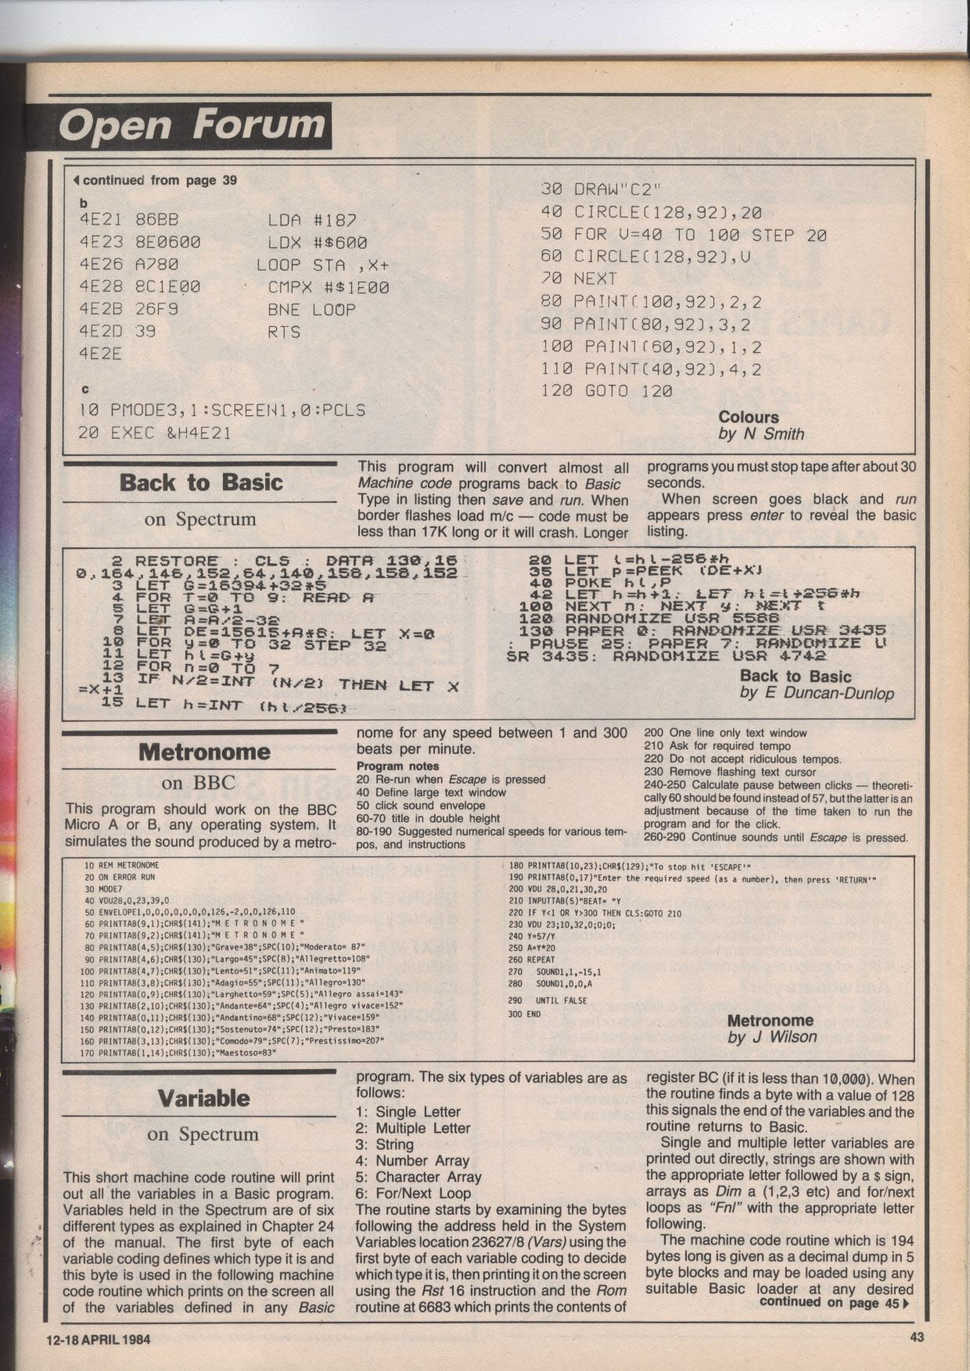 Open Forum
continued from page 39
b
4E21 86BB LDA #187
4E23 8E0600 LDX #$600
4E26 A780 LOOP STA ,X+
4E28 8C1E00 CMPX #$1E00
4E2B 26F9 BNE LOOP
4E2D 39 RTS
4E2E
c
10 PMODE3,1:SCREEN1,0:PCLS
20 EXEC &H4E21
30 DRAW"C2"
40 CIRCLE(128,92),20
50 FOR U=40 TO 100 STEP 20
60 CIRCLE(128,92),U
70 NEXT
80 PAINT(100,92),2,2
90 PAINT(80,92),3,2
100 PAINT(60,92),1,2
110 PAINT(40,92),4,2
120 GOTO 120
Colours
by N Smith
Back to Basic
on Spectrum
This program will convert almost all
Machine code programs back to Basic
Type in listing then save and run. When
border flashes load m/c — code must be
less than 17K long or it will crash. Longer
programs you must stop tape after about 30
seconds.
When screen goes black and run
appears press enter to reveal the basic
listing.
2 RESTORE : CLS : DATA 130,16
0,164,146,152,64,140,158,158,152
3 LET G=16394+32*5
4 FOR T=0 TO 9: READ A
5 LET G=G+1
7 LET A=A/2-32
8 LET DE=15615+A*8: LET X=0
10 FOR y=0 TO 32 STEP 32
11 LET hl=G+y
12 FOR n=0 TO 7
13 IF N/2=INT (N/2) THEN LET X
=X+1
15 LET h=INT (hl/256)
20 LET l=hl-256*h
35 LET p=PEEK (DE+X)
40 POKE hl,P
42 LET h=h+1: LET hl=l+256*h
100 NEXT n: NEXT y: NEXT t
120 RANDOMIZE USR 5566
130 PAPER 0: RANDOMIZE USR 3435
: PAUSE 25: PAPER 7: RANDOMIZE U
SR 3435: RANDOMIZE USR 4742
Back to Basic
by E Duncan-Dunlop
Metronome
on BBC
This program should work on the BBC
Micro A or B, any operating system. It
simulates the sound produced by a metro-
nome for any speed between 1 and 300
beats per minute.
Program notes
20 Re-run when Escape is pressed
40 Define large text window
50 click sound envelope
60-70 title in double height
80-190 Suggested numerical speeds for various tem-
pos, and instructions
200 One line only text window
210 Ask for required tempo
220 Do not accept ridiculous tempos.
230 Remove flashing text cursor
240-250 Calculate pause between clicks — theoreti-
cally 60 should be found instead of 57, but the latter is an
adjustment because of the time taken to run the
program and for the click.
260-290 Continue sounds until Escape is pressed.
10 REM METRONOME
20 ON ERROR RUN
30 MODE7
40 VDU28,0,23,39,0
50 ENVELOPE1,0,0,0,0,0,0,126,-2,0,0,126,110
60 PRINTTAB(9,1);CHR$(141);"M E T R O N O M E "
70 PRINTTAB(9,2);CHR$(141);"M E T R O N O M E "
80 PRINTTAB(4,5);CHR$(130);"Grave=38";SPC(10);"Moderato= 87"
90 PRINTTAB(4,6);CHR$(130);"Largo=45";SPC(8);"Allegretto=108"
100 PRINTTAB(4,7);CHR$(130);"Lento=51";SPC(11);"Animato=119"
110 PRINTTAB(3,8);CHR$(130);"Adagio=55";SPC(11);"Allegro=130"
120 PRINTTAB(0,9);CHR$(130);"Larghetto=59";SPC(5);"Allegro assai=143"
130 PRINTTAB(2,10);CHR$(130);"Andante=64";SPC(4);"Allegro vivace=152"
140 PRINTTAB(0,11);CHR$(130);"Andantino=68";SPC(12);"Vivace=159"
150 PRINTTAB(0,12);CHR$(130);"Sostenuto=74";SPC(12);"Presto=183"
160 PRINTTAB(3,13);CHR$(130);"Comodo=79";SPC(7);"Prestissimo=207"
170 PRINTTAB(1,14);CHR$(130);"Maestoso=83"
180 PRINTTAB(10,23);CHR$(129);"To stop hit 'ESCAPE'"
190 PRINTTAB(0,17)"Enter the required speed (as a number), then press 'RETURN'"
200 VDU 28,0,21,30,20
210 INPUTTAB(5)"BEAT= "Y
220 IF Y<1 OR Y>300 THEN CLS:GOTO 210
230 VDU 23;10,32,0;0;0;
240 Y=57/Y
250 A=Y*20
260 REPEAT
270 SOUND1,1,-15,1
280 SOUND1,0,0,A
290 UNTIL FALSE
300 END
Metronome
by J Wilson
Variable
on Spectrum
This short machine code routine will print
out all the variables in a Basic program.
Variables held in the Spectrum are of six
different types as explained in Chapter 24
of the manual. The first byte of each
variable coding defines which type it is and
this byte is used in the following machine
code routine which prints on the screen all
of the variables defined in any Basic
program. The six types of variables are as
follows:
1: Single Letter
2: Multiple Letter
3: String
4: Number Array
5: Character Array
6: For/Next Loop
The routine starts by examining the bytes
following the address held in the System
Variables location 23627/8 (Vars) using the
first byte of each variable coding to decide
which type it is, then printing it on the screen
using the Rst 16 instruction and the Rom
routine at 6683 which prints the contents of
register BC (if it is less than 10,000). When
the routine finds a byte with a value of 128
this signals the end of the variables and the
routine returns to Basic.
Single and multiple letter variables are
printed out directly, strings are shown with
the appropriate letter followed by a $ sign,
arrays as Dim a (1,2,3 etc) and for/next
loops as "Fnl" with the appropriate letter
following.
The machine code routine which is 194
bytes long is given as a decimal dump in 5
byte blocks and may be loaded using any
suitable Basic loader at any desired
continued on page 45
12-18 APRIL 1984
43